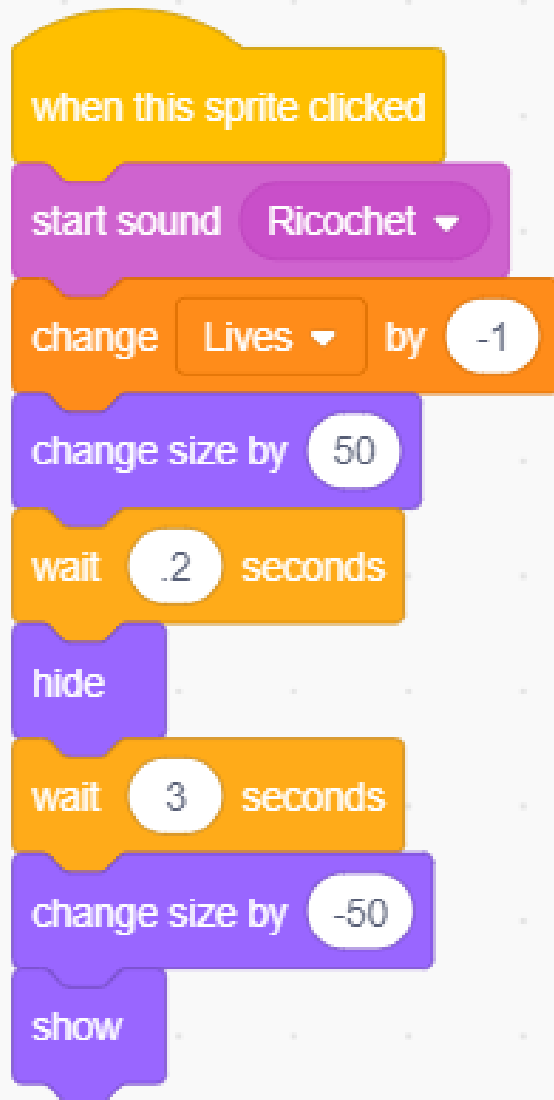 when this sprite clicked
start sound Ricochet
change Lives by -1
change size by 50
wait .2 seconds
hide
wait 3 seconds
change size by -50
show